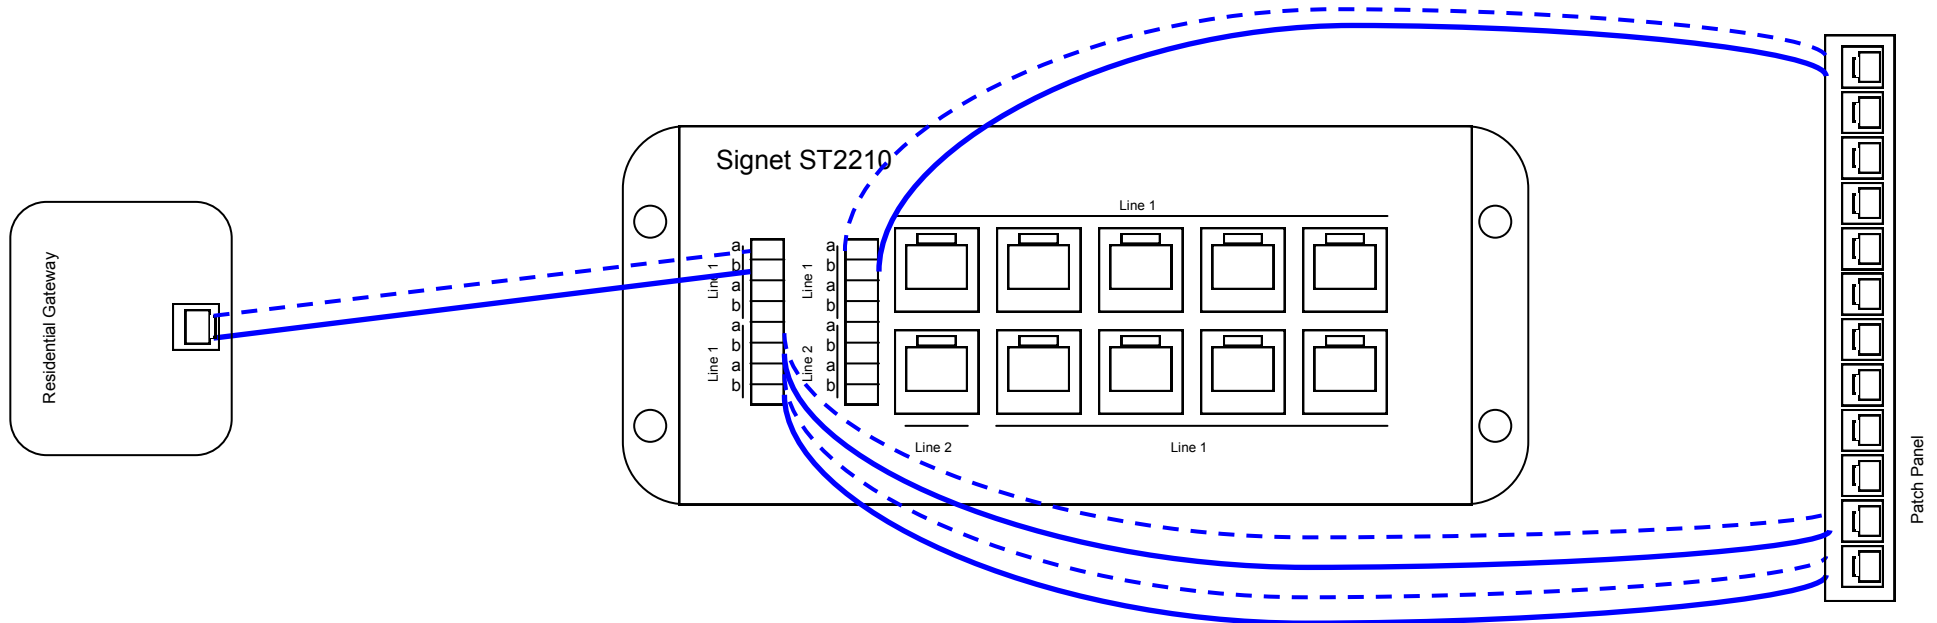 Signet ST2210
Line 1
Residential Gateway
a
b
a
b
a
b
a
b
Line 1
Line 1
a
b
a
b
a
b
a
b
Line 1
Line 2
Line 2
Line 1
Patch Panel